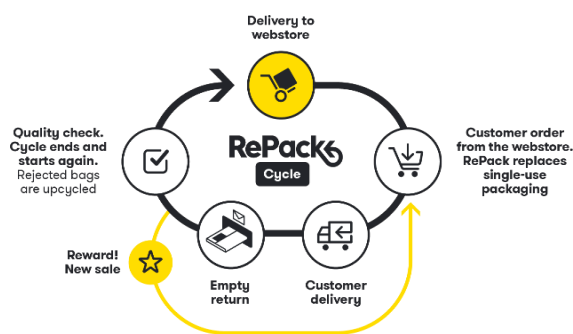 Delivery to
webstore
Quality check.
Cycle ends and
starts again.
Rejected bags
are upcycled
RePack
Cycle
Customer order
from the webstore.
RePack replaces
single-use
packaging
Reward!
New sale
Empty
return
Customer
delivery